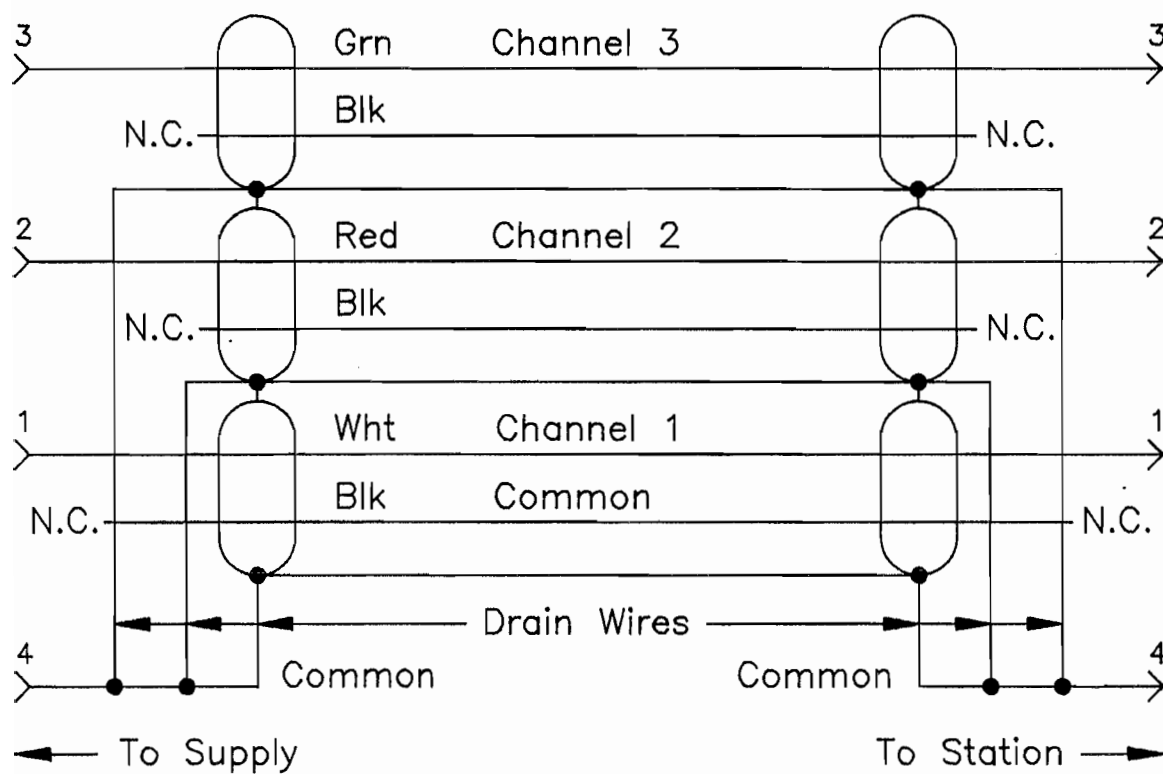 3 Grn Channel 3 3
Blk
N.C. N.C.
2 Red Channel 2 2
Blk
N.C. N.C.
1 Wht Channel 1 1
Blk Common
N.C. N.C.
Drain Wires
4 Common Common 4
To Supply To Station